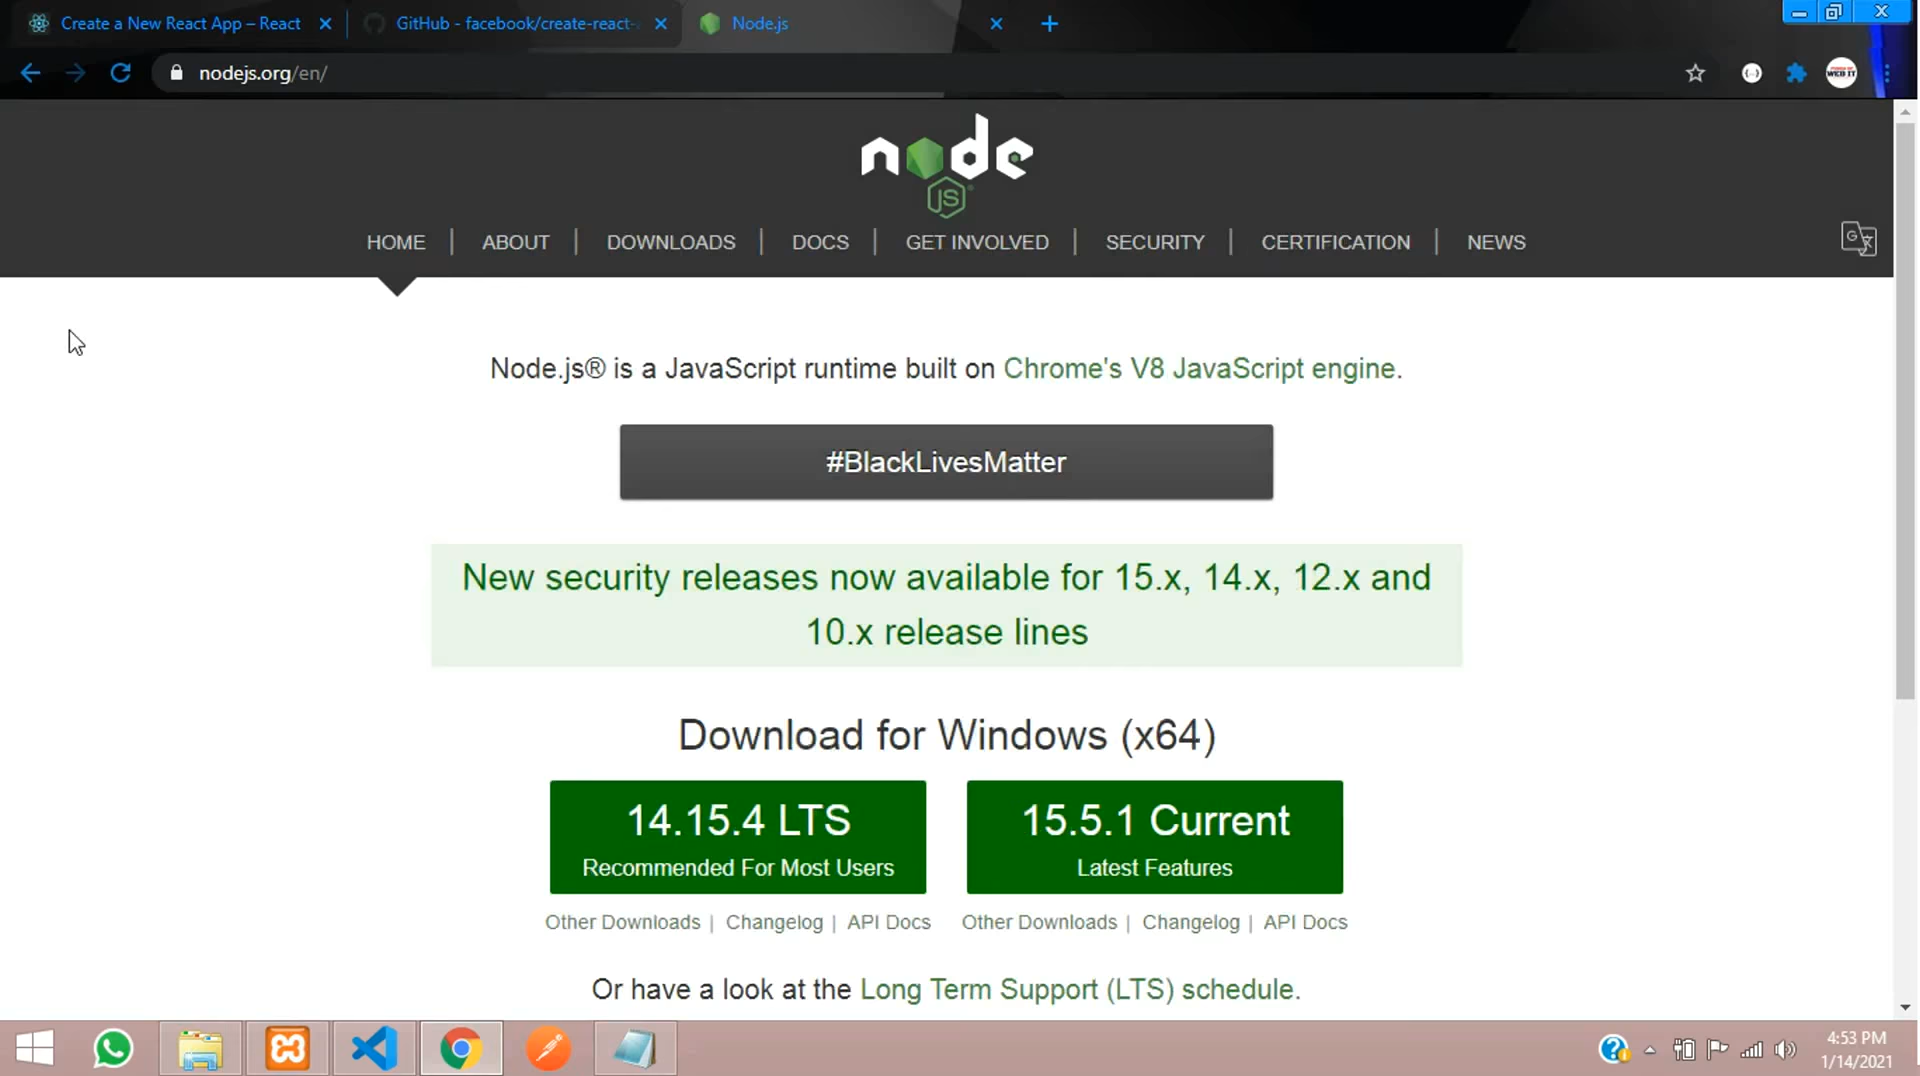 Create a New React App – React
GitHub - facebook/create-react-
Node.js
nodejs.org/en/
WEB IT
node
JS
HOME | ABOUT | DOWNLOADS | DOCS | GET INVOLVED | SECURITY | CERTIFICATION | NEWS
Node.js® is a JavaScript runtime built on Chrome's V8 JavaScript engine.
#BlackLivesMatter
New security releases now available for 15.x, 14.x, 12.x and
10.x release lines
Download for Windows (x64)
14.15.4 LTS
Recommended For Most Users
15.5.1 Current
Latest Features
Other Downloads | Changelog | API Docs
Other Downloads | Changelog | API Docs
Or have a look at the Long Term Support (LTS) schedule.
4:53 PM
1/14/2021